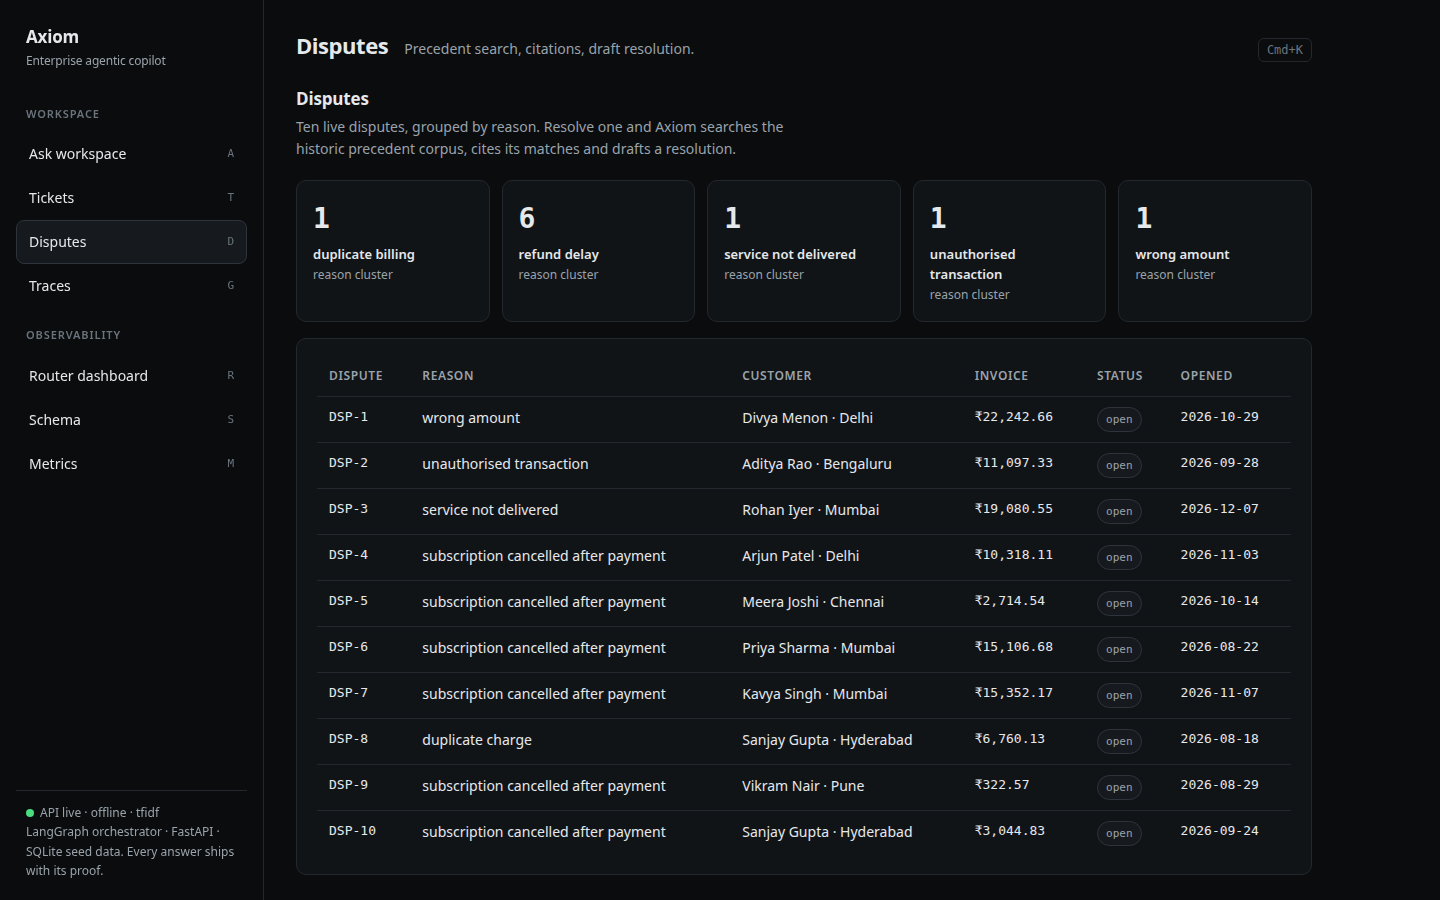 Axiom
Enterprise agentic copilot
WORKSPACE
Ask workspace A
Tickets T
Disputes D
Traces G
OBSERVABILITY
Router dashboard R
Schema S
Metrics M
API live · offline · tfidf
LangGraph orchestrator · FastAPI ·
SQLite seed data. Every answer ships
with its proof.
Disputes Precedent search, citations, draft resolution. Cmd+K
Disputes
Ten live disputes, grouped by reason. Resolve one and Axiom searches the
historic precedent corpus, cites its matches and drafts a resolution.
1
duplicate billing
reason cluster
6
refund delay
reason cluster
1
service not delivered
reason cluster
1
unauthorised
transaction
reason cluster
1
wrong amount
reason cluster
DISPUTE REASON CUSTOMER INVOICE STATUS OPENED
DSP-1 wrong amount Divya Menon · Delhi ₹22,242.66 open 2026-10-29
DSP-2 unauthorised transaction Aditya Rao · Bengaluru ₹11,097.33 open 2026-09-28
DSP-3 service not delivered Rohan Iyer · Mumbai ₹19,080.55 open 2026-12-07
DSP-4 subscription cancelled after payment Arjun Patel · Delhi ₹10,318.11 open 2026-11-03
DSP-5 subscription cancelled after payment Meera Joshi · Chennai ₹2,714.54 open 2026-10-14
DSP-6 subscription cancelled after payment Priya Sharma · Mumbai ₹15,106.68 open 2026-08-22
DSP-7 subscription cancelled after payment Kavya Singh · Mumbai ₹15,352.17 open 2026-11-07
DSP-8 duplicate charge Sanjay Gupta · Hyderabad ₹6,760.13 open 2026-08-18
DSP-9 subscription cancelled after payment Vikram Nair · Pune ₹322.57 open 2026-08-29
DSP-10 subscription cancelled after payment Sanjay Gupta · Hyderabad ₹3,044.83 open 2026-09-24